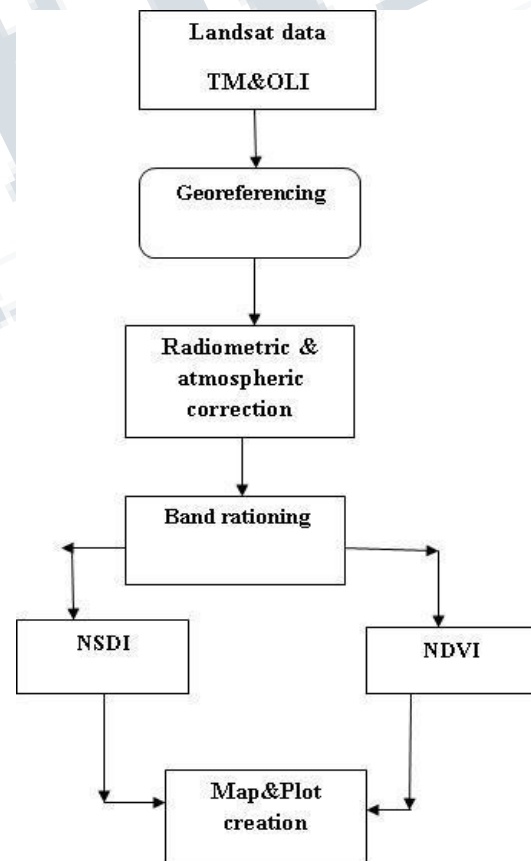 Landsat data
TM&OLI
Georeferencing
Radiometric &
atmospheric
correction
Band rationing
NSDI
NDVI
Map&Plot
creation